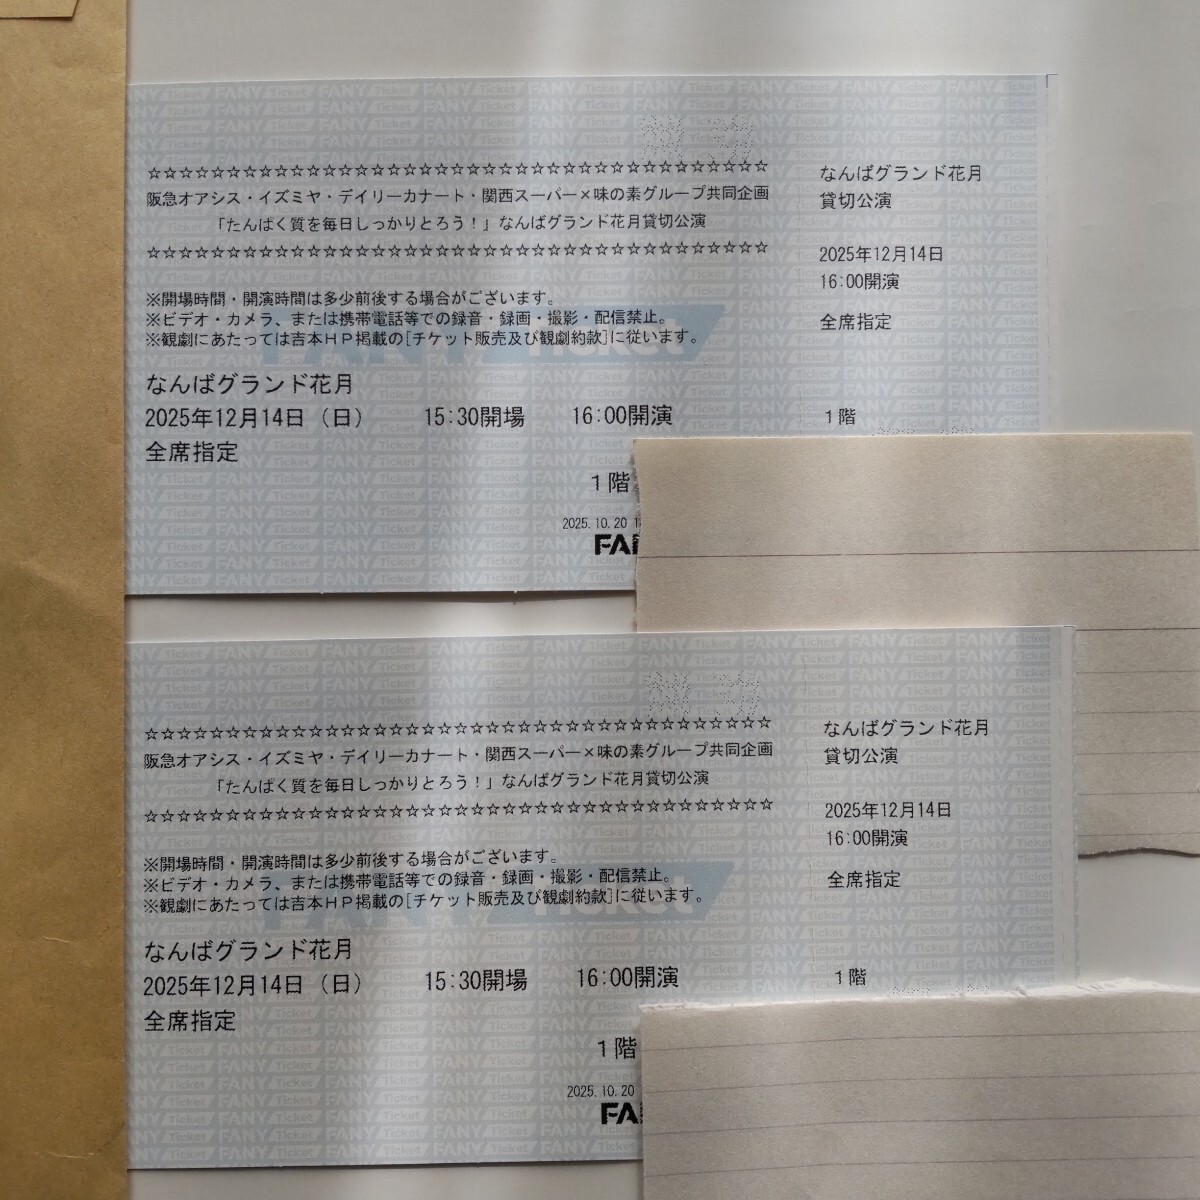 ☆☆☆☆☆☆☆☆☆☆☆☆☆☆☆☆☆☆☆☆☆☆☆☆☆☆☆☆☆☆☆☆☆☆☆☆☆☆
阪急オアシス・イズミヤ・デイリーカナート・関西スーパー×味の素グループ共同企画
「たんぱく質を毎日しっかりとろう！」なんばグランド花月貸切公演
☆☆☆☆☆☆☆☆☆☆☆☆☆☆☆☆☆☆☆☆☆☆☆☆☆☆☆☆☆☆☆☆☆☆☆☆☆☆
※開場時間・開演時間は多少前後する場合がございます。
※ビデオ・カメラ、または携帯電話等での録音・録画・撮影・配信禁止。
※観劇にあたっては吉本ＨＰ掲載の[チケット販売及び観劇約款]に従います。
なんばグランド花月
2025年12月14日（日） 15:30開場 16:00開演
全席指定
1階
2025.10.20
FA
なんばグランド花月
貸切公演
2025年12月14日
16:00開演
全席指定
1階
☆☆☆☆☆☆☆☆☆☆☆☆☆☆☆☆☆☆☆☆☆☆☆☆☆☆☆☆☆☆☆☆☆☆☆☆☆☆
阪急オアシス・イズミヤ・デイリーカナート・関西スーパー×味の素グループ共同企画
「たんぱく質を毎日しっかりとろう！」なんばグランド花月貸切公演
☆☆☆☆☆☆☆☆☆☆☆☆☆☆☆☆☆☆☆☆☆☆☆☆☆☆☆☆☆☆☆☆☆☆☆☆☆☆
※開場時間・開演時間は多少前後する場合がございます。
※ビデオ・カメラ、または携帯電話等での録音・録画・撮影・配信禁止。
※観劇にあたっては吉本ＨＰ掲載の[チケット販売及び観劇約款]に従います。
なんばグランド花月
2025年12月14日（日） 15:30開場 16:00開演
全席指定
1階
2025.10.20
FA
なんばグランド花月
貸切公演
2025年12月14日
16:00開演
全席指定
1階